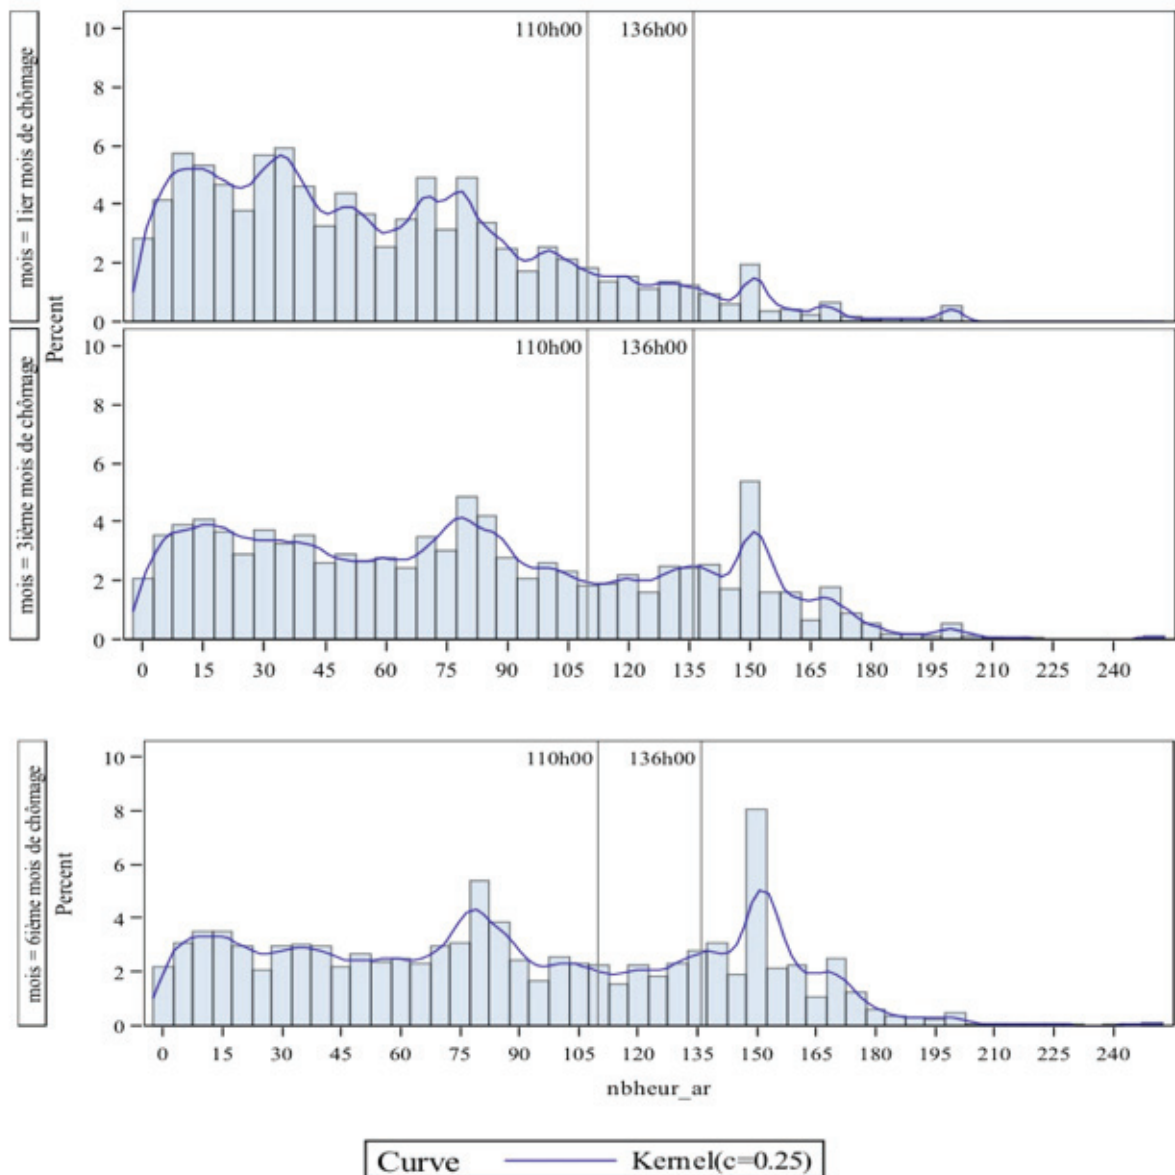 mois = 1ier mois de chômage
10
8
6
4
2
0
110h00 136h00
Percent
mois = 3ième mois de chômage
10
8
6
4
2
0
110h00 136h00
0 15 30 45 60 75 90 105 120 135 150 165 180 195 210 225 240
mois = 6ième mois de chômage
Percent
10
8
6
4
2
0
110h00 136h00
0 15 30 45 60 75 90 105 120 135 150 165 180 195 210 225 240
nbheur_ar
Curve Kernel(c=0.25)